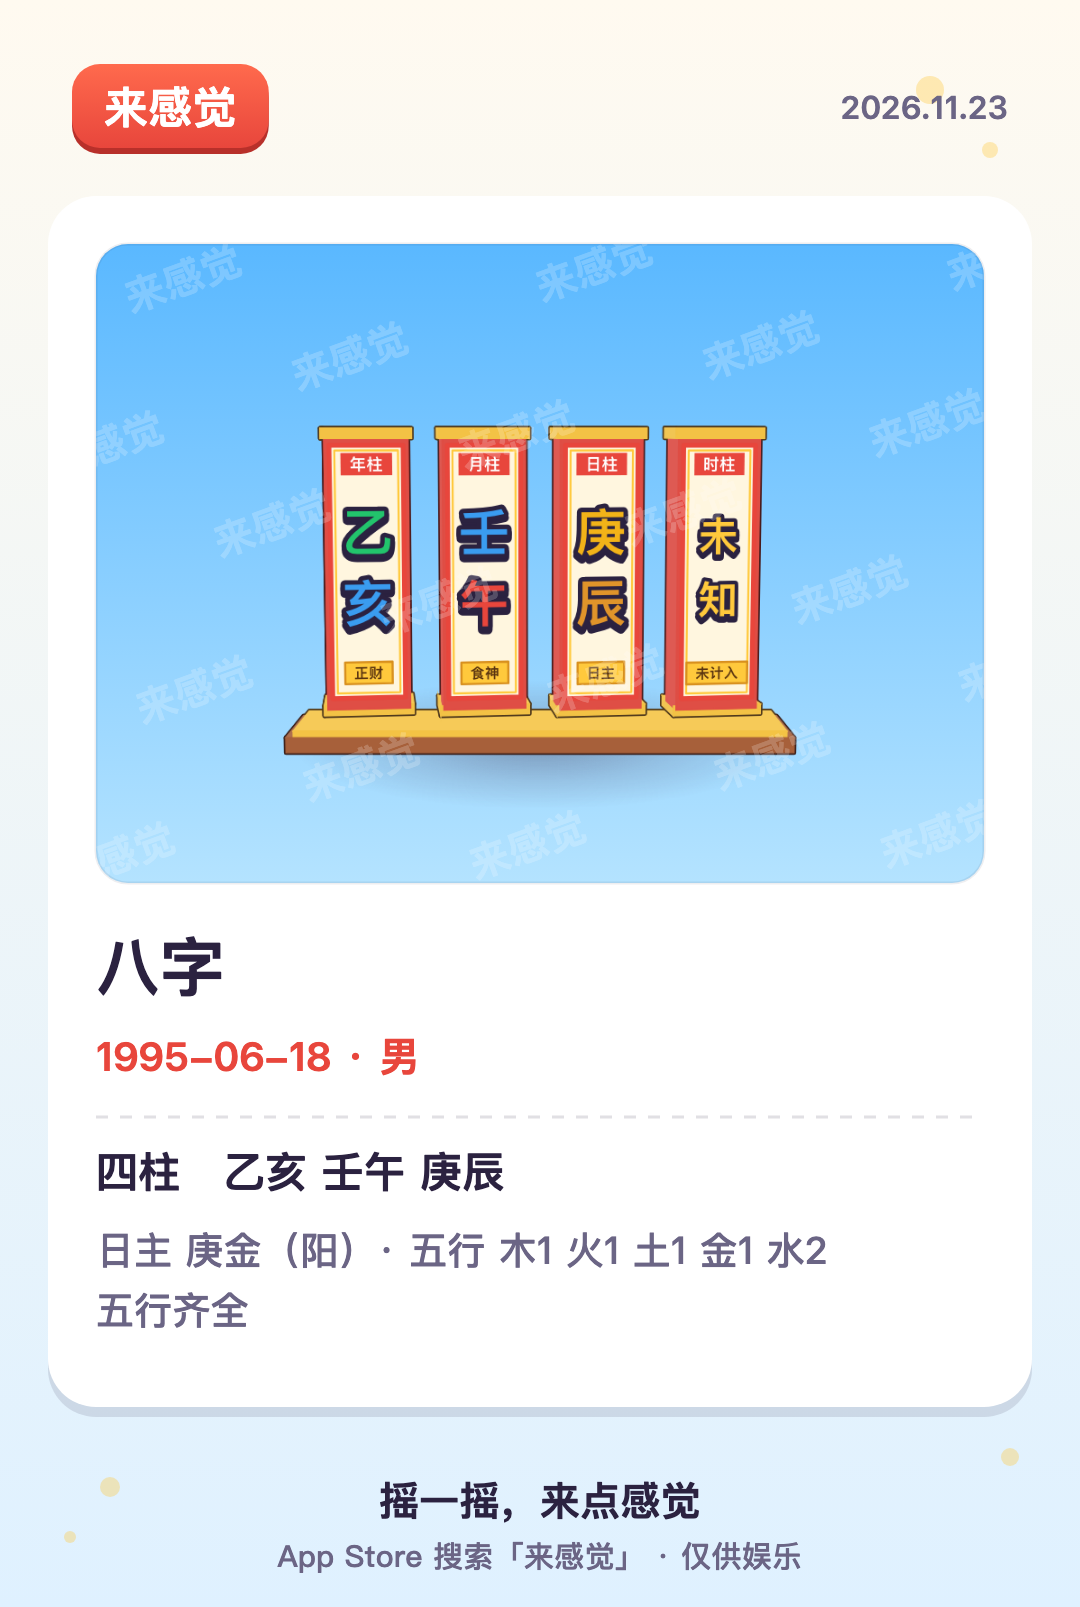 来感觉
2026.11.23
年柱 月柱 日柱 时柱
乙亥 壬午 庚辰 未知
正财 食神 日主 未计入
八字
1995-06-18 · 男
四柱 乙亥 壬午 庚辰
日主 庚金（阳）· 五行 木1 火1 土1 金1 水2
五行齐全
摇一摇，来点感觉
App Store 搜索「来感觉」 · 仅供娱乐